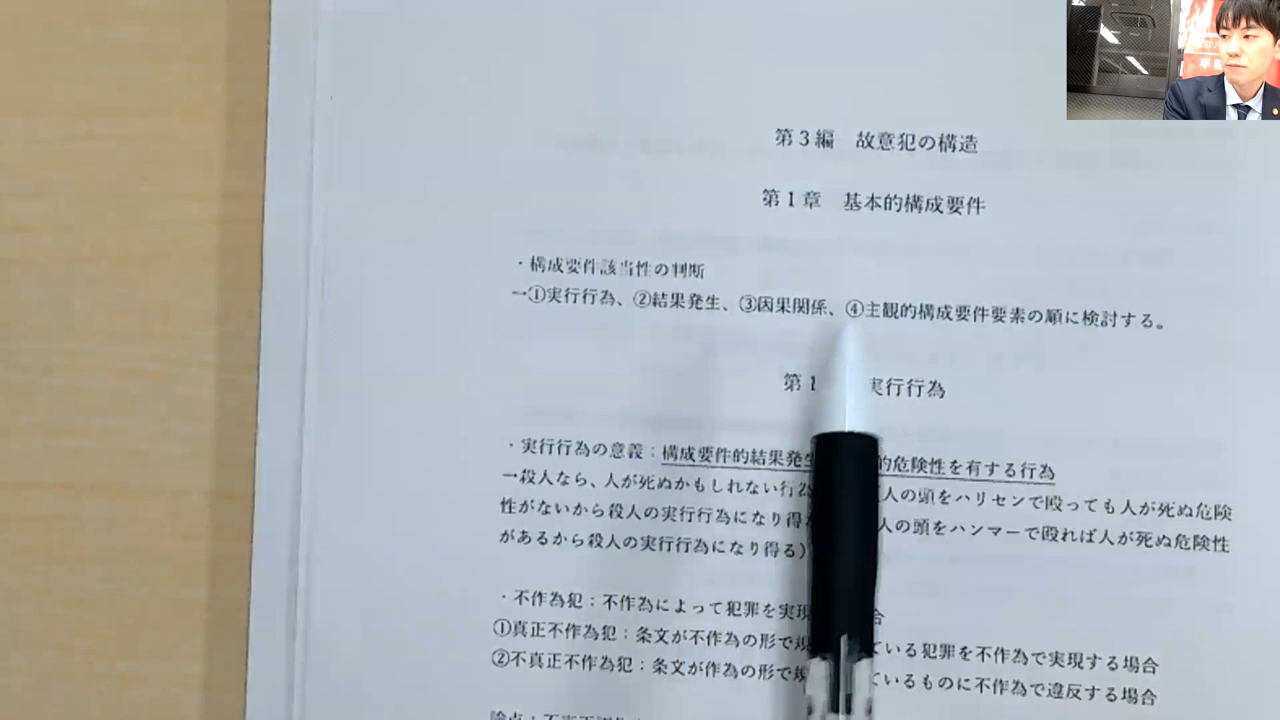 第3編 故意犯の構造
第1章 基本的構成要件
・構成要件該当性の判断
→①実行行為、②結果発生、③因果関係、④主観的構成要件要素の順に検討する。
第1 実行行為
・実行行為の意義:構成要件的結果発生 的危険性を有する行為
→殺人なら、人が死ぬかもしれない行為 人の頭をハリセンで殴っても人が死ぬ危険
性がないから殺人の実行行為になり得 人の頭をハンマーで殴れば人が死ぬ危険性
があるから殺人の実行行為になり得る)
・不作為犯:不作為によって犯罪を実現 合
①真正不作為犯:条文が不作為の形で規 ている犯罪を不作為で実現する場合
②不真正不作為犯:条文が作為の形で規 ているものに不作為で違反する場合